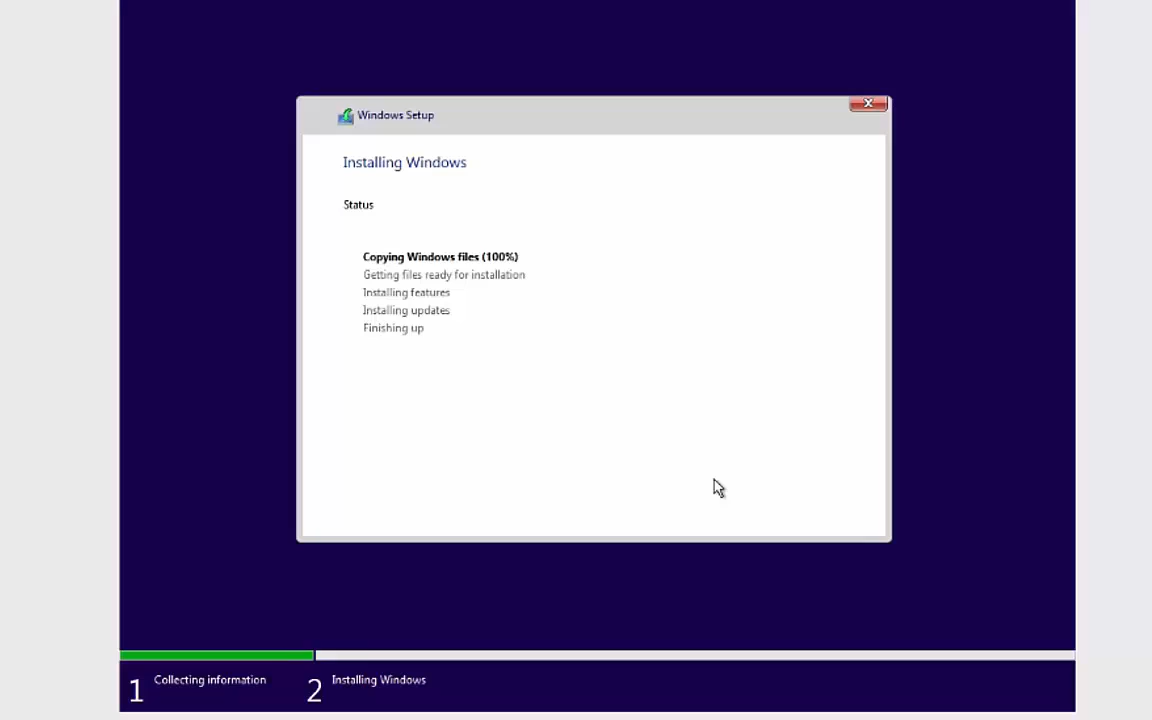 Windows Setup
Installing Windows
Status
Copying Windows files (100%)
Getting files ready for installation
Installing features
Installing updates
Finishing up
1 Collecting information
2 Installing Windows